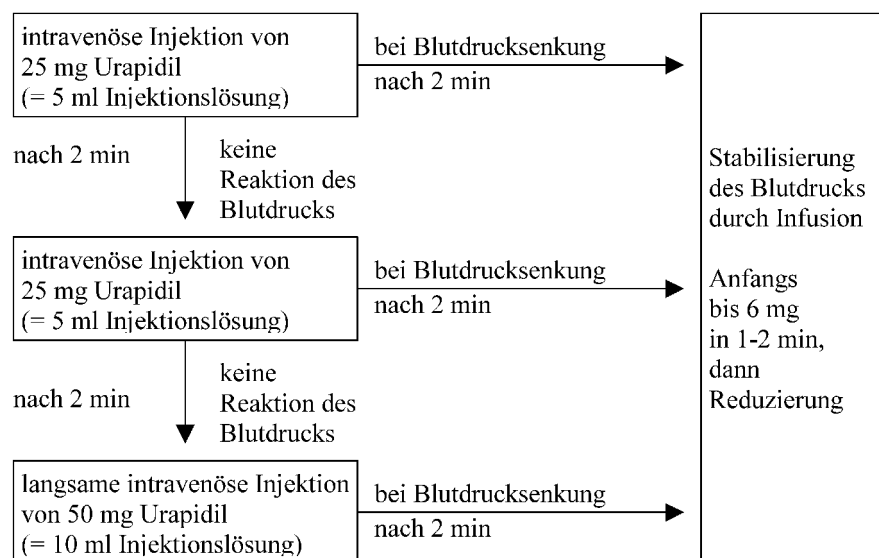 intravenöse Injektion von
25 mg Urapidil
(= 5 ml Injektionslösung)
bei Blutdrucksenkung
nach 2 min
nach 2 min
keine
Reaktion des
Blutdrucks
intravenöse Injektion von
25 mg Urapidil
(= 5 ml Injektionslösung)
bei Blutdrucksenkung
nach 2 min
nach 2 min
keine
Reaktion des
Blutdrucks
langsame intravenöse Injektion
von 50 mg Urapidil
(= 10 ml Injektionslösung)
bei Blutdrucksenkung
nach 2 min
Stabilisierung
des Blutdrucks
durch Infusion
Anfangs
bis 6 mg
in 1-2 min,
dann
Reduzierung